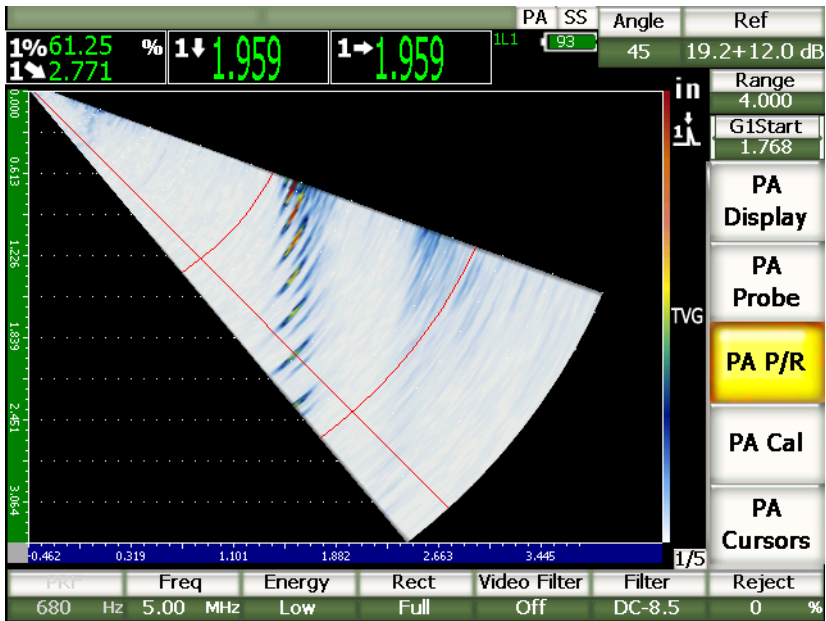 PA SS Angle Ref
1%61.25 % 1 1.959 1 1.959 1L1 93 45 19.2+12.0 dB
1 2.771
in Range
4.000
0.000
1 G1Start
1.768
0.613
PA
Display
1.226
PA
Probe
TVG
1.839
PA P/R
2.451
PA Cal
3.064
PA
Cursors
-0.462 0.319 1.101 1.882 2.663 3.445 1/5
PRF Freq Energy Rect Video Filter Filter Reject
680 Hz 5.00 MHz Low Full Off DC-8.5 0 %